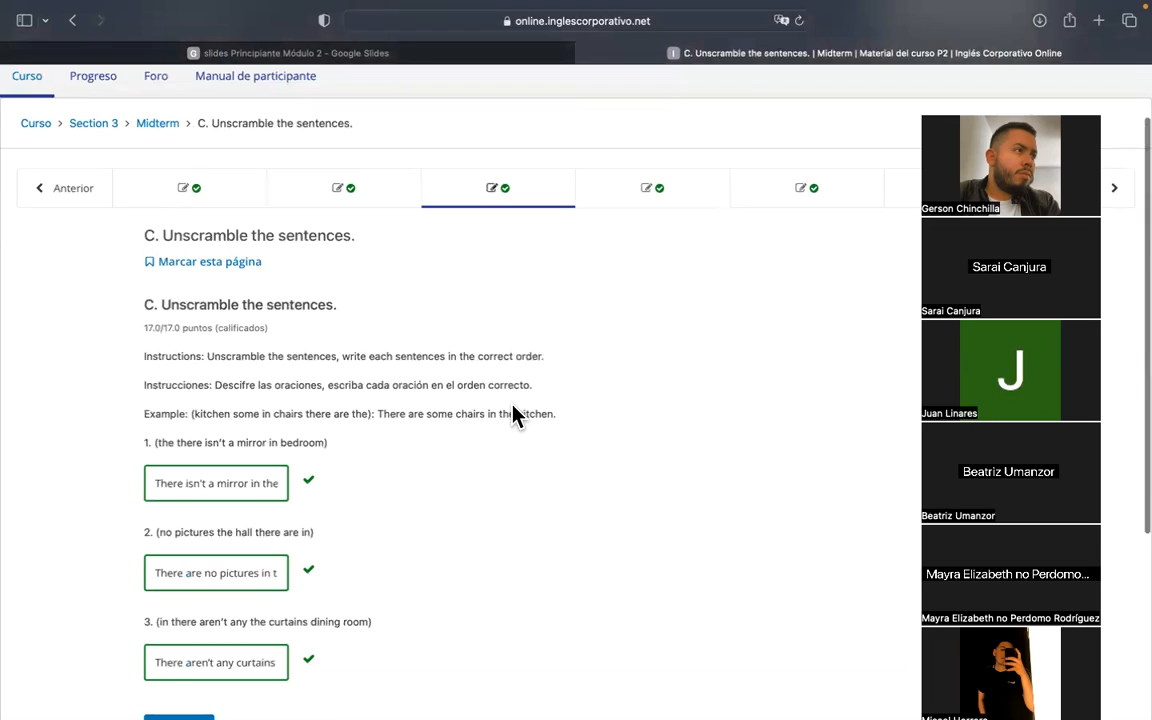 online.inglescorporativo.net
G slides Principiante Módulo 2 - Google Slides
I C. Unscramble the sentences. | Midterm | Material del curso P2 | Inglés Corporativo Online
Curso Progreso Foro Manual de participante
Curso > Section 3 > Midterm > C. Unscramble the sentences.
Anterior
C. Unscramble the sentences.
Marcar esta página
C. Unscramble the sentences.
17.0/17.0 puntos (calificados)
Instructions: Unscramble the sentences, write each sentences in the correct order.
Instrucciones: Descifre las oraciones, escriba cada oración en el orden correcto.
Example: (kitchen some in chairs there are the): There are some chairs in the kitchen.
1. (the there isn't a mirror in bedroom)
There isn't a mirror in the
2. (no pictures the hall there are in)
There are no pictures in t
3. (in there aren't any the curtains dining room)
There aren't any curtains
Gerson Chinchilla
Sarai Canjura
Sarai Canjura
J
Juan Linares
Beatriz Umanzor
Beatriz Umanzor
Mayra Elizabeth no Perdomo...
Mayra Elizabeth no Perdomo Rodríguez